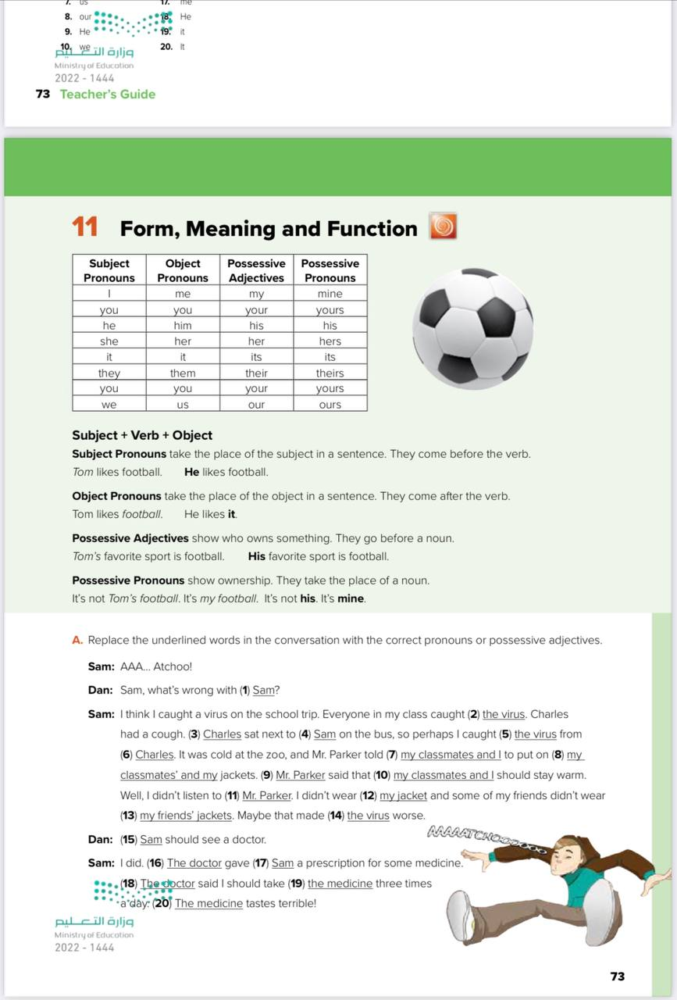 7. us 17. me
8. our 18. He
9. He 19. it
10. we 20. It
وزارة التعليم
Ministry of Education
2022 - 1444
73 Teacher's Guide
11 Form, Meaning and Function
Subject Pronouns Object Pronouns Possessive Adjectives Possessive Pronouns
I me my mine
you you your yours
he him his his
she her her hers
it it its its
they them their theirs
you you your yours
we us our ours
Subject + Verb + Object
Subject Pronouns take the place of the subject in a sentence. They come before the verb.
Tom likes football. He likes football.
Object Pronouns take the place of the object in a sentence. They come after the verb.
Tom likes football. He likes it.
Possessive Adjectives show who owns something. They go before a noun.
Tom's favorite sport is football. His favorite sport is football.
Possessive Pronouns show ownership. They take the place of a noun.
It's not Tom's football. It's my football. It's not his. It's mine.
A. Replace the underlined words in the conversation with the correct pronouns or possessive adjectives.
Sam: AAA... Atchoo!
Dan: Sam, what's wrong with (1) Sam?
Sam: I think I caught a virus on the school trip. Everyone in my class caught (2) the virus. Charles
had a cough. (3) Charles sat next to (4) Sam on the bus, so perhaps I caught (5) the virus from
(6) Charles. It was cold at the zoo, and Mr. Parker told (7) my classmates and I to put on (8) my
classmates' and my jackets. (9) Mr. Parker said that (10) my classmates and I should stay warm.
Well, I didn't listen to (11) Mr. Parker. I didn't wear (12) my jacket and some of my friends didn't wear
(13) my friends' jackets. Maybe that made (14) the virus worse.
Dan: (15) Sam should see a doctor.
AAAAATCHOOOOOOO
Sam: I did. (16) The doctor gave (17) Sam a prescription for some medicine.
(18) The doctor said I should take (19) the medicine three times
a day. (20) The medicine tastes terrible!
وزارة التعليم
Ministry of Education
2022 - 1444
73